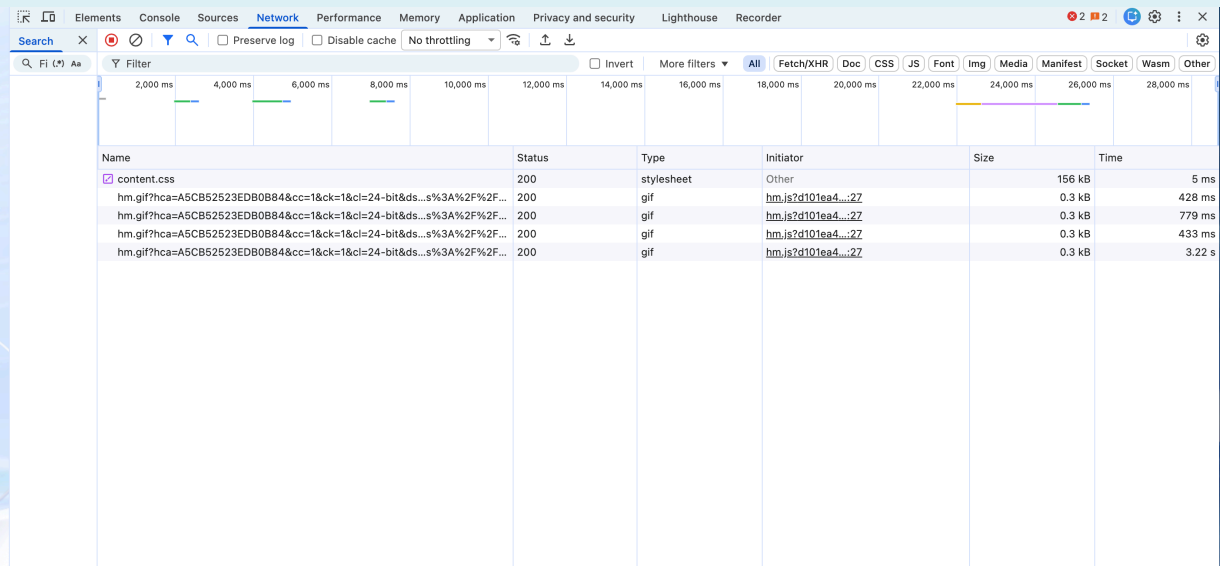 Elements Console Sources Network Performance Memory Application Privacy and security Lighthouse Recorder 2 2
Search Preserve log Disable cache No throttling
Fi (.*) Aa Filter Invert More filters All Fetch/XHR Doc CSS JS Font Img Media Manifest Socket Wasm Other
2,000 ms 4,000 ms 6,000 ms 8,000 ms 10,000 ms 12,000 ms 14,000 ms 16,000 ms 18,000 ms 20,000 ms 22,000 ms 24,000 ms 26,000 ms 28,000 ms
Name Status Type Initiator Size Time
content.css 200 stylesheet Other 156 kB 5 ms
hm.gif?hca=A5CB52523EDB0B84&cc=1&ck=1&cl=24-bit&ds...s%3A%2F%2F... 200 gif hm.js?d101ea4...:27 0.3 kB 428 ms
hm.gif?hca=A5CB52523EDB0B84&cc=1&ck=1&cl=24-bit&ds...s%3A%2F%2F... 200 gif hm.js?d101ea4...:27 0.3 kB 779 ms
hm.gif?hca=A5CB52523EDB0B84&cc=1&ck=1&cl=24-bit&ds...s%3A%2F%2F... 200 gif hm.js?d101ea4...:27 0.3 kB 433 ms
hm.gif?hca=A5CB52523EDB0B84&cc=1&ck=1&cl=24-bit&ds...s%3A%2F%2F... 200 gif hm.js?d101ea4...:27 0.3 kB 3.22 s